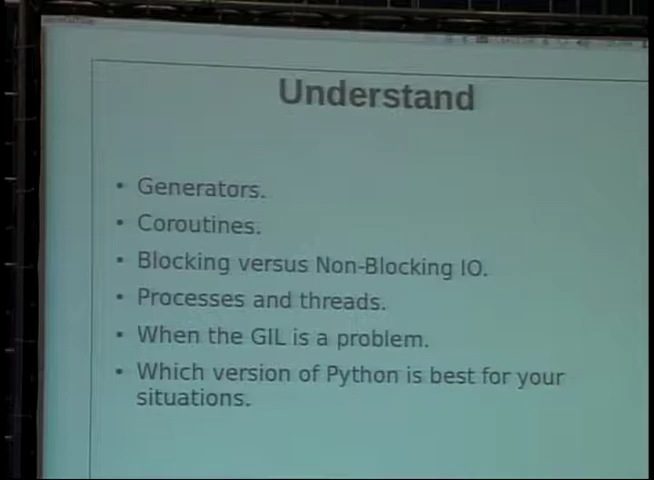 Understand
• Generators.
• Coroutines.
• Blocking versus Non-Blocking IO.
• Processes and threads.
• When the GIL is a problem.
• Which version of Python is best for your
situations.